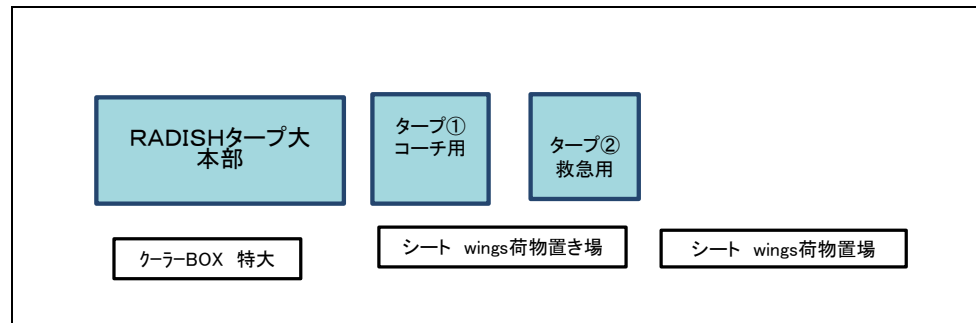 RADISHタープ大
本部
タープ①
コーチ用
タープ②
救急用
ｸｰﾗｰBOX 特大
シート wings荷物置き場
シート wings荷物置場